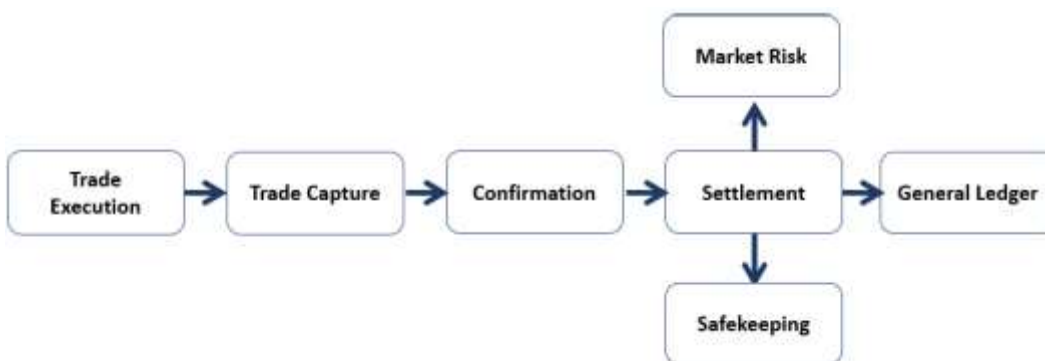 Market Risk
Trade
Execution
Trade Capture
Confirmation
Settlement
General Ledger
Safekeeping